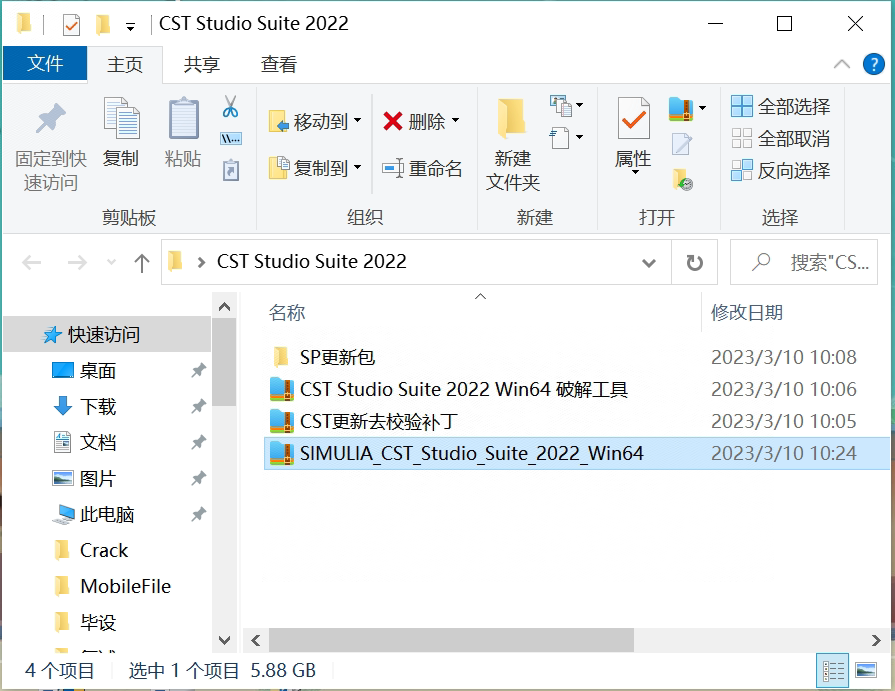 CST Studio Suite 2022
文件
主页
共享
查看
固定到快
速访问
复制
粘贴
剪贴板
移动到
复制到
删除
重命名
组织
新建
文件夹
新建
属性
打开
全部选择
全部取消
反向选择
选择
CST Studio Suite 2022
搜索"CS...
快速访问
桌面
下载
文档
图片
此电脑
Crack
MobileFile
毕设
名称 修改日期
SP更新包 2023/3/10 10:08
CST Studio Suite 2022 Win64 破解工具 2023/3/10 10:06
CST更新去校验补丁 2023/3/10 10:05
SIMULIA_CST_Studio_Suite_2022_Win64 2023/3/10 10:24
4 个项目 选中 1 个项目 5.88 GB